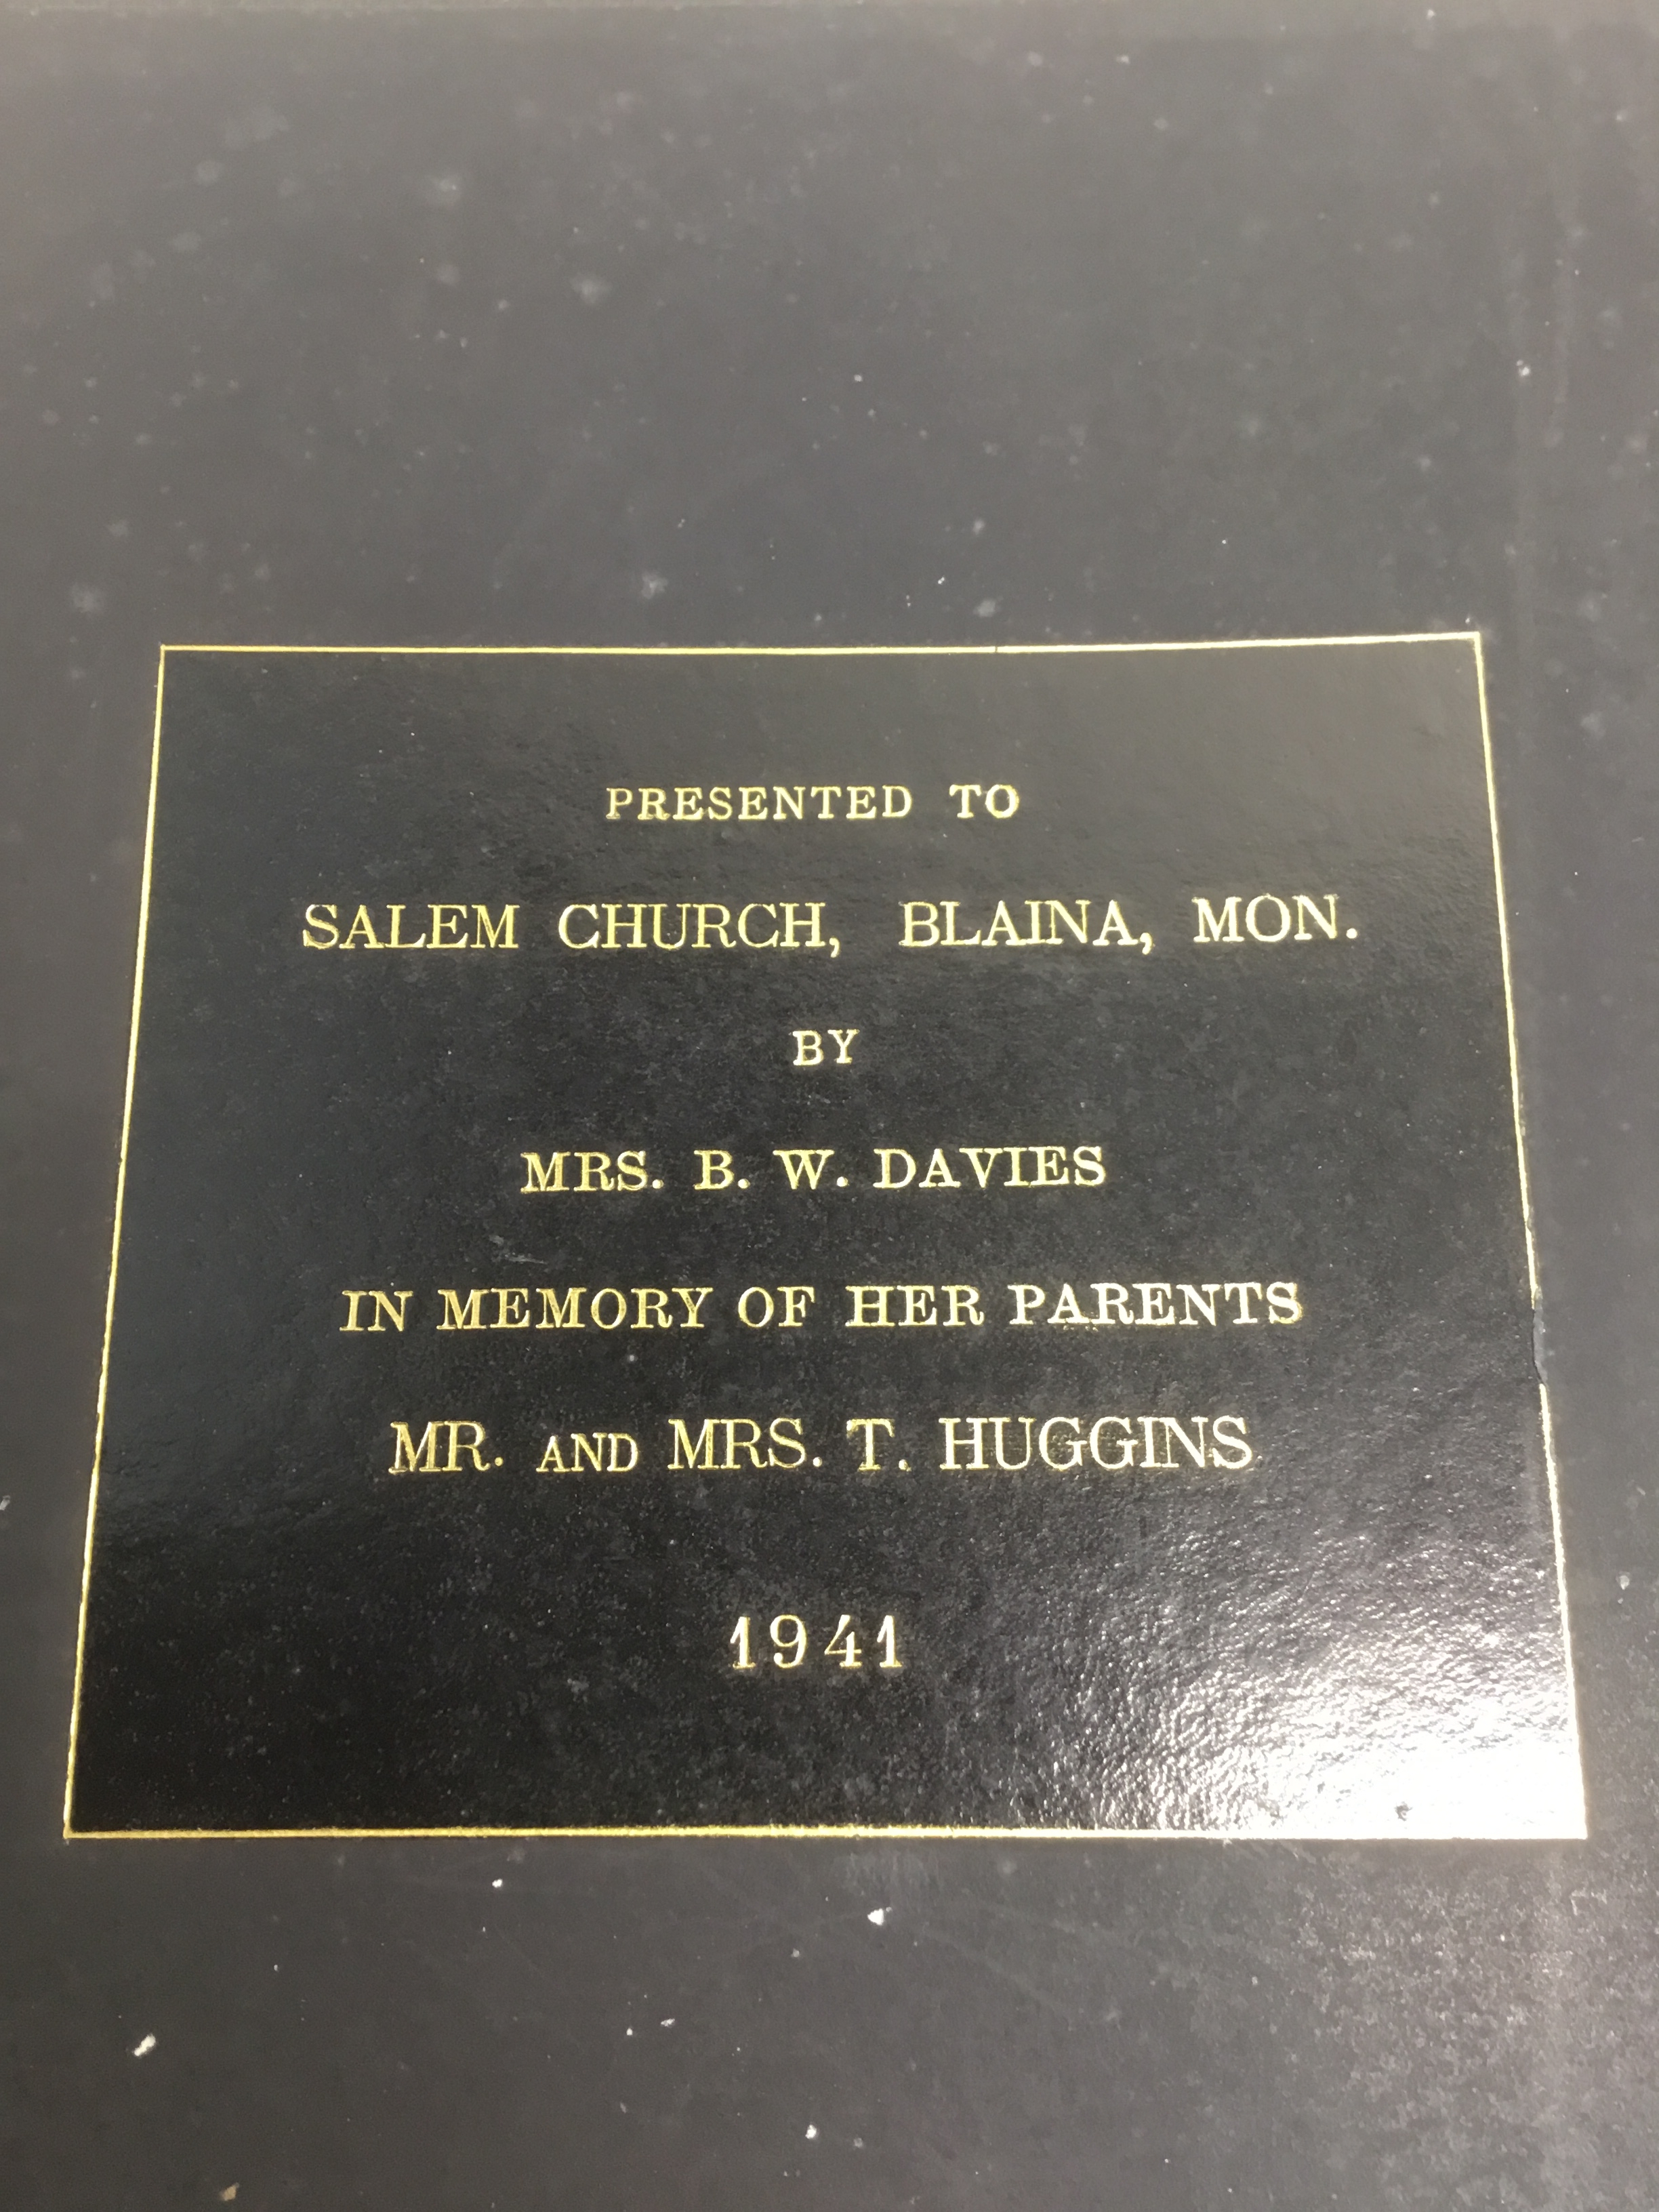 PRESENTED TO
SALEM CHURCH, BLAINA, MON.
BY
MRS. B. W. DAVIES
IN MEMORY OF HER PARENTS
MR. AND MRS. T. HUGGINS
1941